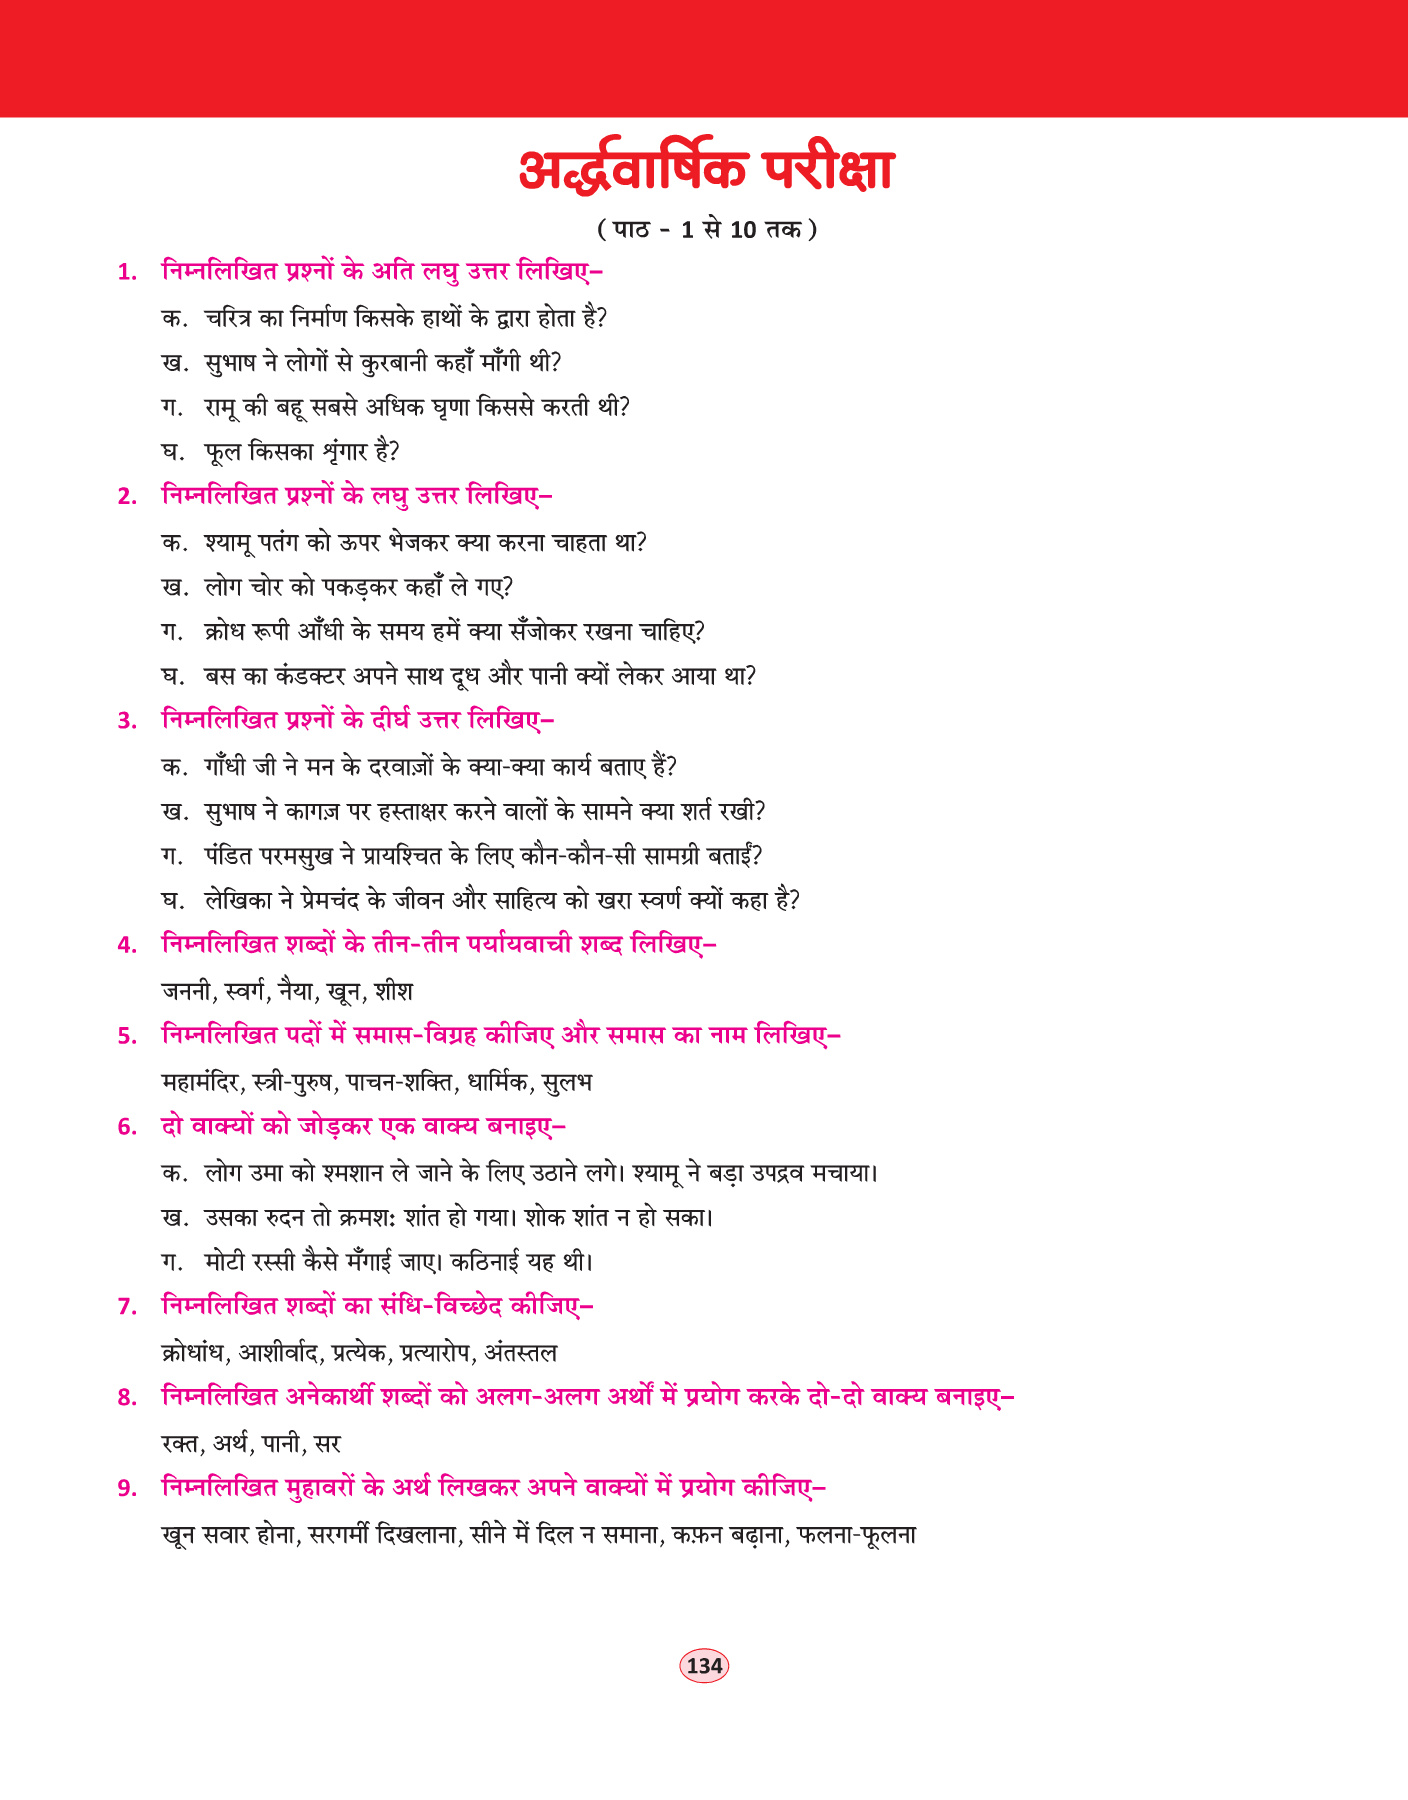 अर्द्धवार्षिक परीक्षा
( पाठ - 1 से 10 तक )
1. निम्नलिखित प्रश्नों के अति लघु उत्तर लिखिए–
क. चरित्र का निर्माण किसके हाथों के द्वारा होता है?
ख. सुभाष ने लोगों से कुरबानी कहाँ माँगी थी?
ग. रामू की बहू सबसे अधिक घृणा किससे करती थी?
घ. फूल किसका शृंगार है?
2. निम्नलिखित प्रश्नों के लघु उत्तर लिखिए–
क. श्यामू पतंग को ऊपर भेजकर क्या करना चाहता था?
ख. लोग चोर को पकड़कर कहाँ ले गए?
ग. क्रोध रूपी आँधी के समय हमें क्या सँजोकर रखना चाहिए?
घ. बस का कंडक्टर अपने साथ दूध और पानी क्यों लेकर आया था?
3. निम्नलिखित प्रश्नों के दीर्घ उत्तर लिखिए–
क. गाँधी जी ने मन के दरवाज़ों के क्या-क्या कार्य बताए हैं?
ख. सुभाष ने कागज़ पर हस्ताक्षर करने वालों के सामने क्या शर्त रखी?
ग. पंडित परमसुख ने प्रायश्चित के लिए कौन-कौन-सी सामग्री बताईं?
घ. लेखिका ने प्रेमचंद के जीवन और साहित्य को खरा स्वर्ण क्यों कहा है?
4. निम्नलिखित शब्दों के तीन-तीन पर्यायवाची शब्द लिखिए–
जननी, स्वर्ग, नैया, खून, शीश
5. निम्नलिखित पदों में समास-विग्रह कीजिए और समास का नाम लिखिए–
महामंदिर, स्त्री-पुरुष, पाचन-शक्ति, धार्मिक, सुलभ
6. दो वाक्यों को जोड़कर एक वाक्य बनाइए–
क. लोग उमा को श्मशान ले जाने के लिए उठाने लगे। श्यामू ने बड़ा उपद्रव मचाया।
ख. उसका रुदन तो क्रमश: शांत हो गया। शोक शांत न हो सका।
ग. मोटी रस्सी कैसे मँगाई जाए। कठिनाई यह थी।
7. निम्नलिखित शब्दों का संधि-विच्छेद कीजिए–
क्रोधांध, आशीर्वाद, प्रत्येक, प्रत्यारोप, अंतस्तल
8. निम्नलिखित अनेकार्थी शब्दों को अलग-अलग अर्थों में प्रयोग करके दो-दो वाक्य बनाइए–
रक्त, अर्थ, पानी, सर
9. निम्नलिखित मुहावरों के अर्थ लिखकर अपने वाक्यों में प्रयोग कीजिए–
खून सवार होना, सरगर्मी दिखलाना, सीने में दिल न समाना, कफ़न बढ़ाना, फलना-फूलना
134